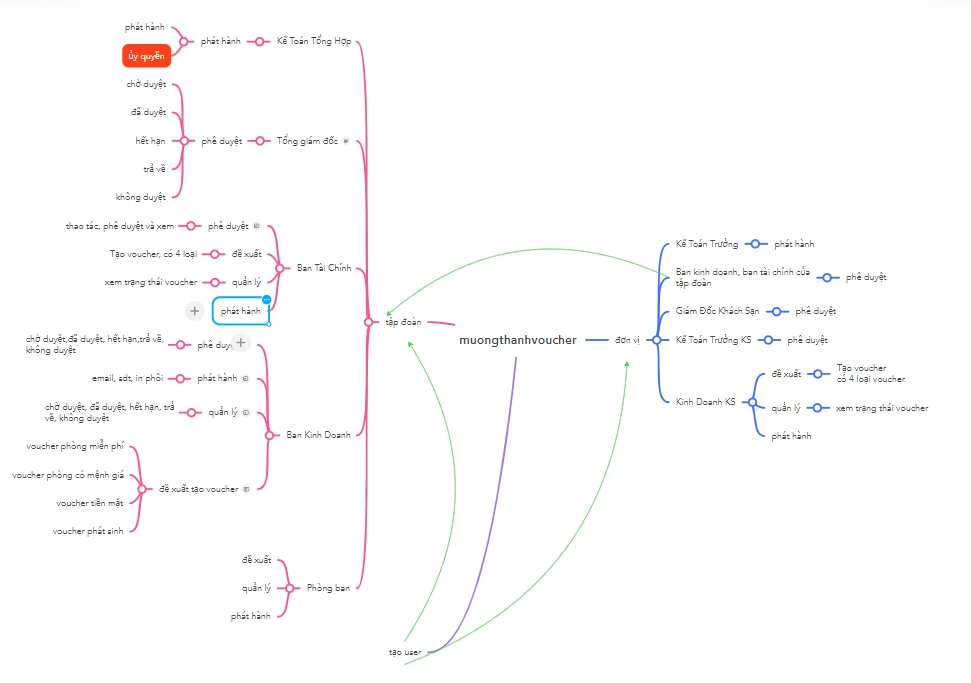 phát hành
ủy quyền
phát hành
Kế Toán Tổng Hợp
chờ duyệt
đã duyệt
hết hạn
trả về
không duyệt
phê duyệt
Tổng giám đốc
thao tác, phê duyệt và xem
phê duyệt
Tạo voucher, có 4 loại
đề xuất
xem trạng thái voucher
quản lý
phát hành
Ban Tài Chính
chờ duyệt,đã duyệt, hết hạn,trả về,
không duyệt
phê duy
email, sdt, in phôi
phát hành
chờ duyệt, đã duyệt, hết hạn, trả
về, không duyệt
quản lý
voucher phòng miễn phí
voucher phòng có mệnh giá
voucher tiền mặt
voucher phát sinh
đề xuất tạo voucher
Ban Kinh Doanh
đề xuất
quản lý
phát hành
Phòng ban
tập đoàn
muongthanhvoucher
đơn vị
Kế Toán Trưởng
phát hành
Ban kinh doanh, ban tài chính của
tập đoàn
phê duyệt
Giám Đốc Khách Sạn
phê duyệt
Kế Toán Trưởng KS
phê duyệt
Kinh Doanh KS
đề xuất
Tạo voucher
có 4 loại voucher
quản lý
xem trạng thái voucher
phát hành
tạo user